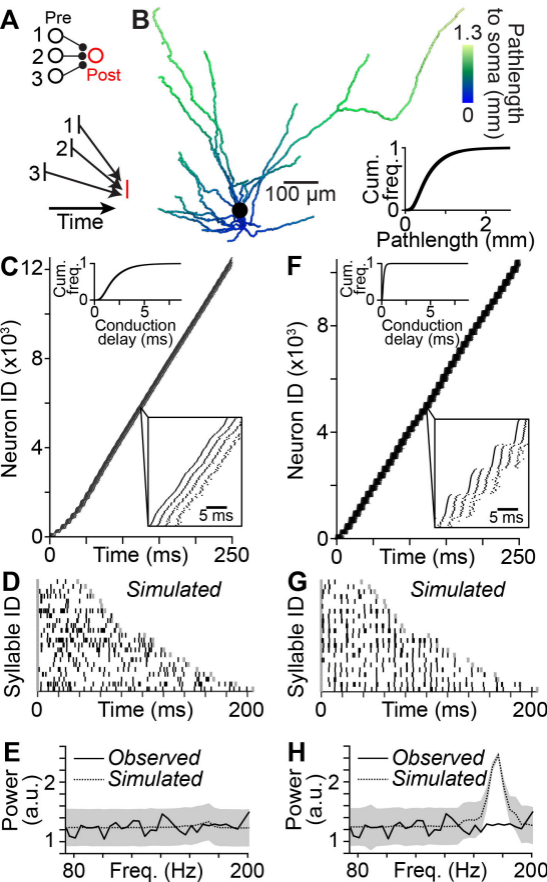 A
Pre
1
2
3
Post
1
2
3
Time
B
100 µm
1.3
0
Pathlength
to soma (mm)
1
Cum.
freq.
0
0
2
Pathlength (mm)
C
12
8
4
0
Neuron ID (x10³)
1
Cum.
freq.
0
0
5
Conduction
delay (ms)
5 ms
0
Time (ms)
250
F
8
4
0
Neuron ID (x10³)
1
Cum.
freq.
0
0
5
Conduction
delay (ms)
5 ms
0
Time (ms)
250
D
Simulated
Syllable ID
0
Time (ms)
200
G
Simulated
Syllable ID
0
Time (ms)
200
E
Observed
Simulated
Power
(a.u.)
2
1
80
Freq. (Hz)
200
H
Observed
Simulated
Power
(a.u.)
2
1
80
Freq. (Hz)
200